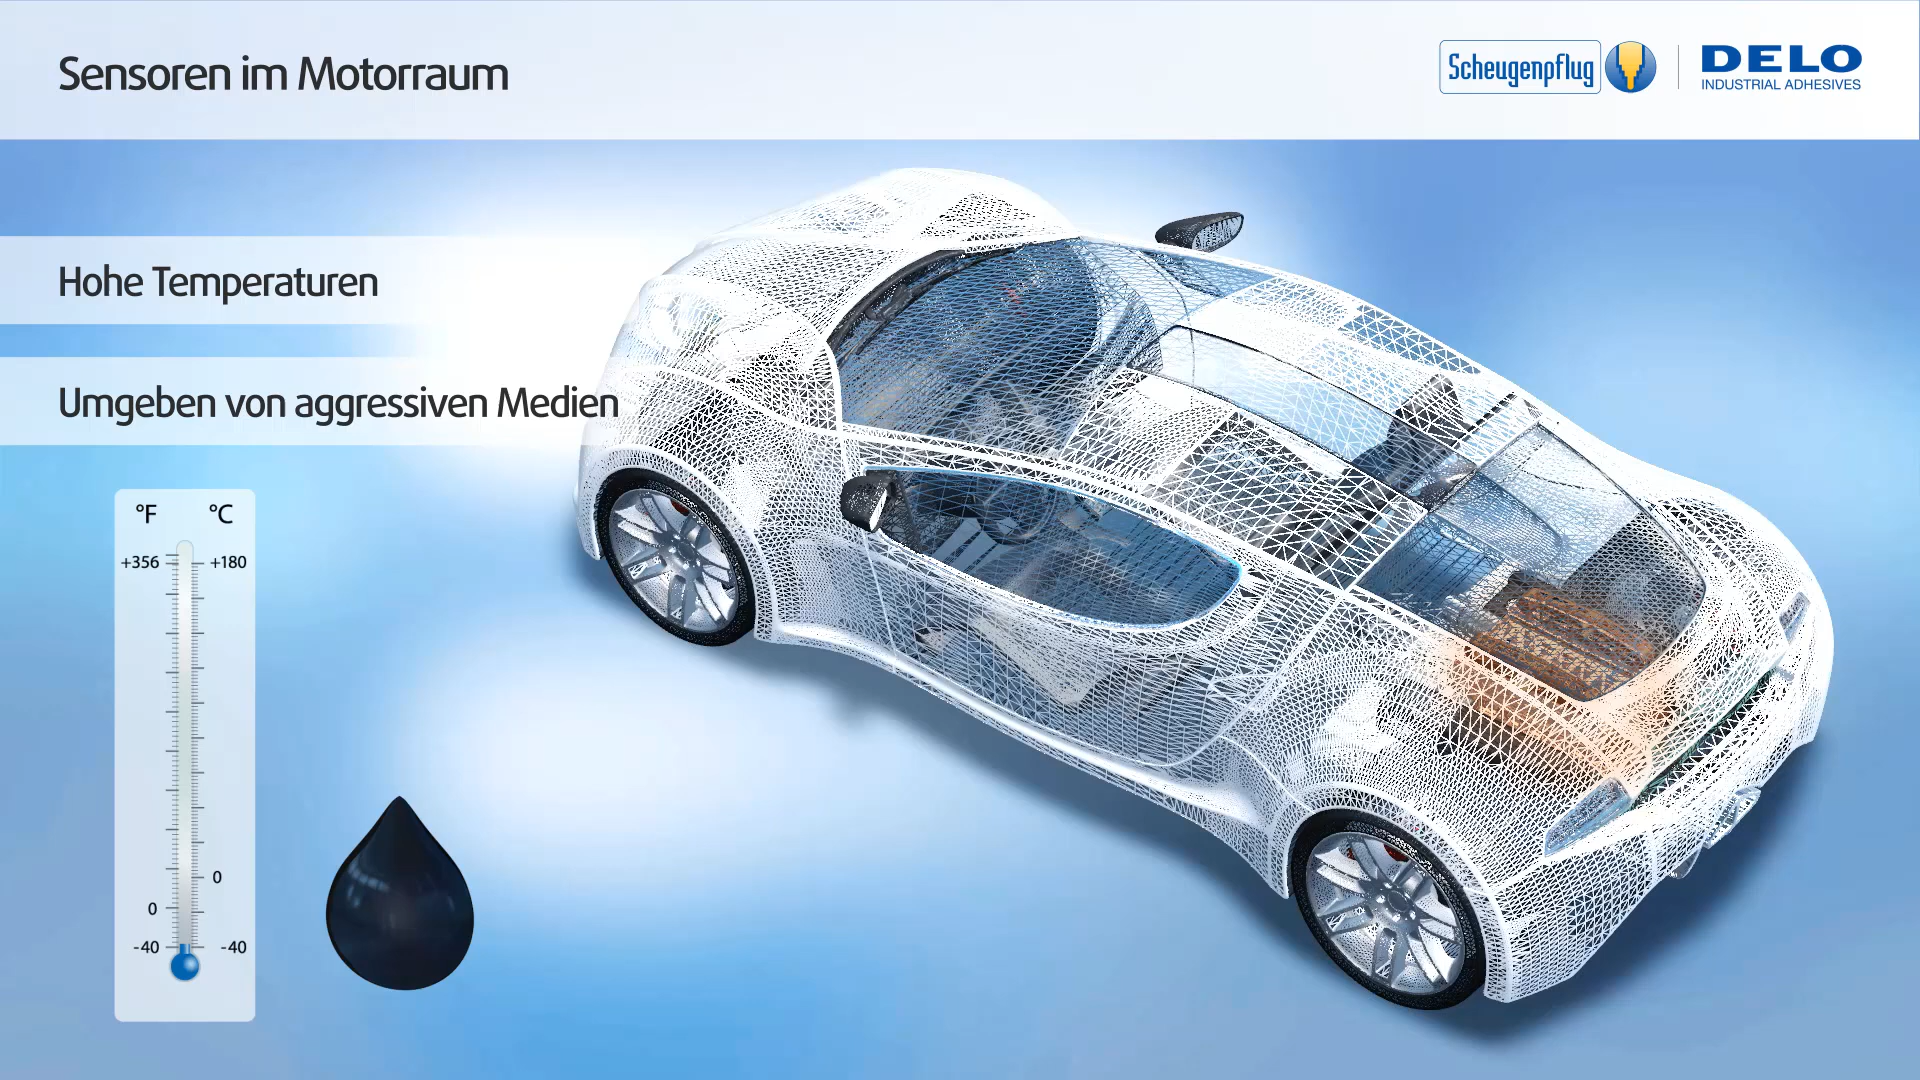 Sensoren im Motorraum
Scheugenpflug
DELO
INDUSTRIAL ADHESIVES
Hohe Temperaturen
Umgeben von aggressiven Medien
°F °C
+356 +180
0
0
-40 -40